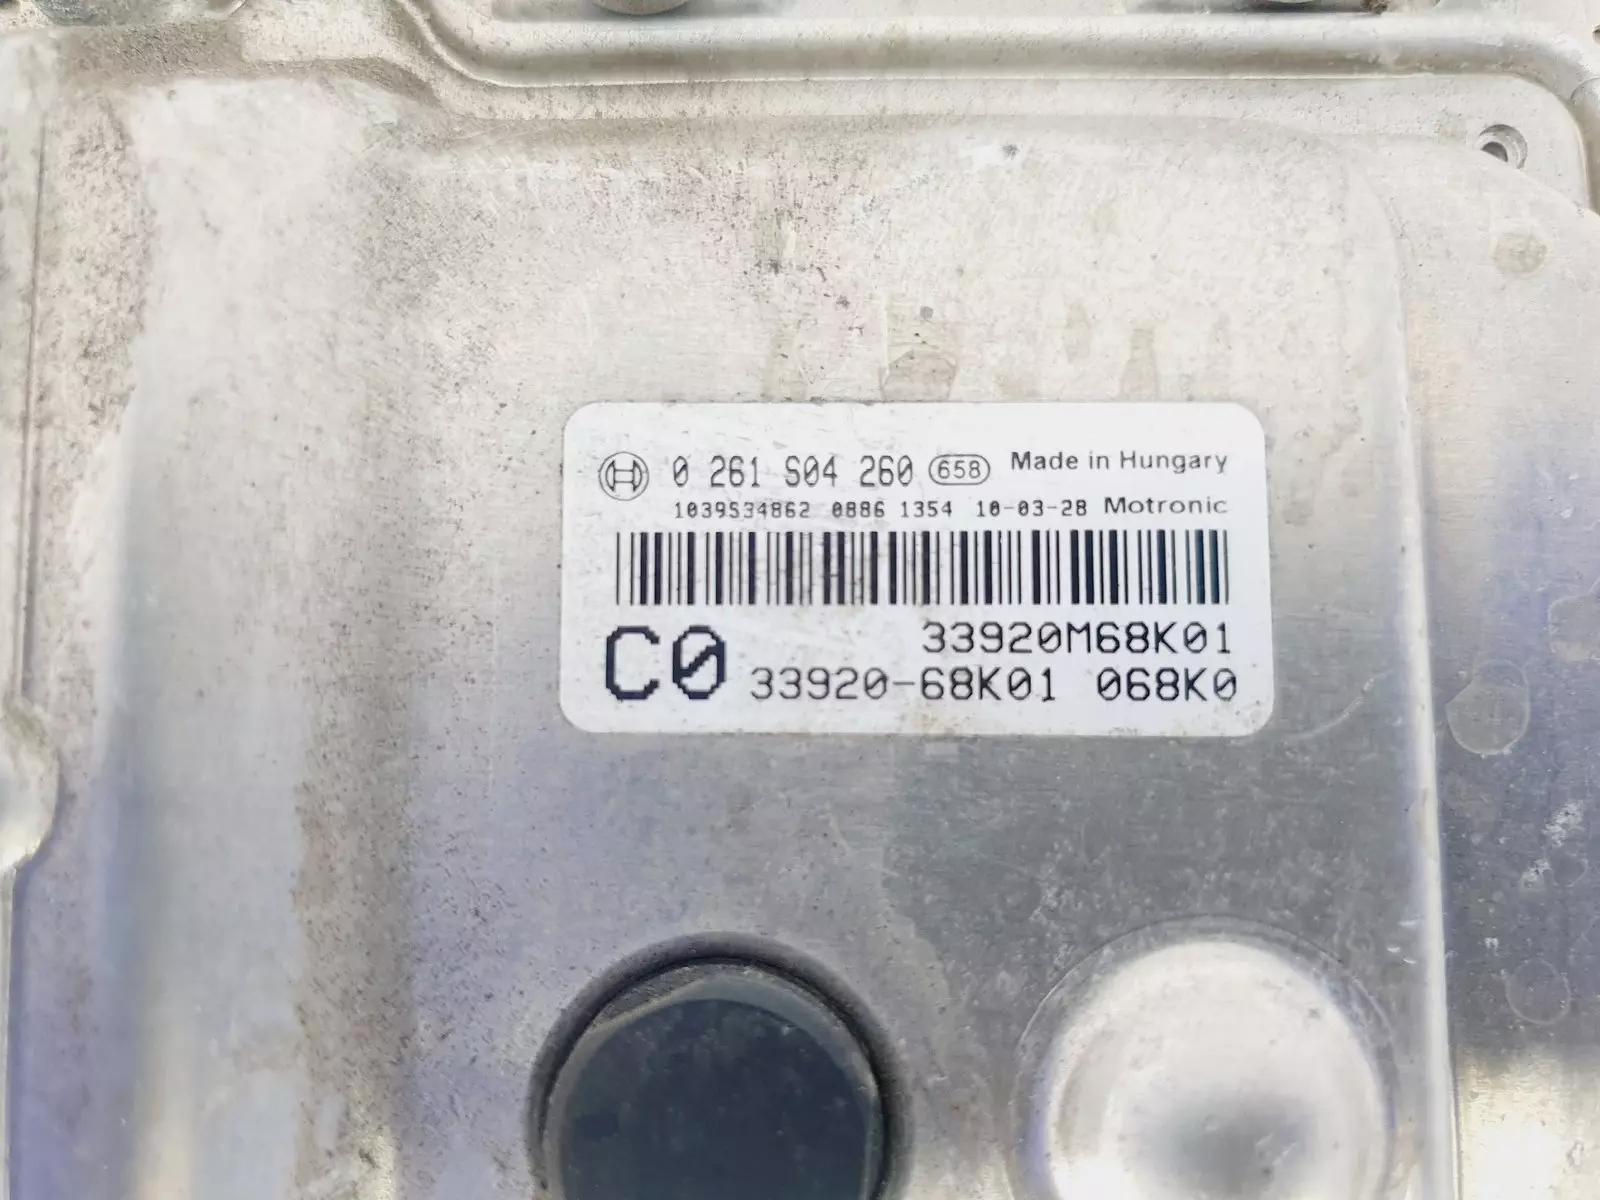 0 261 S04 260 658 Made in Hungary
1039S34862 0886 1354 10-03-28 Motronic
33920M68K01
C0 33920-68K01 068K0